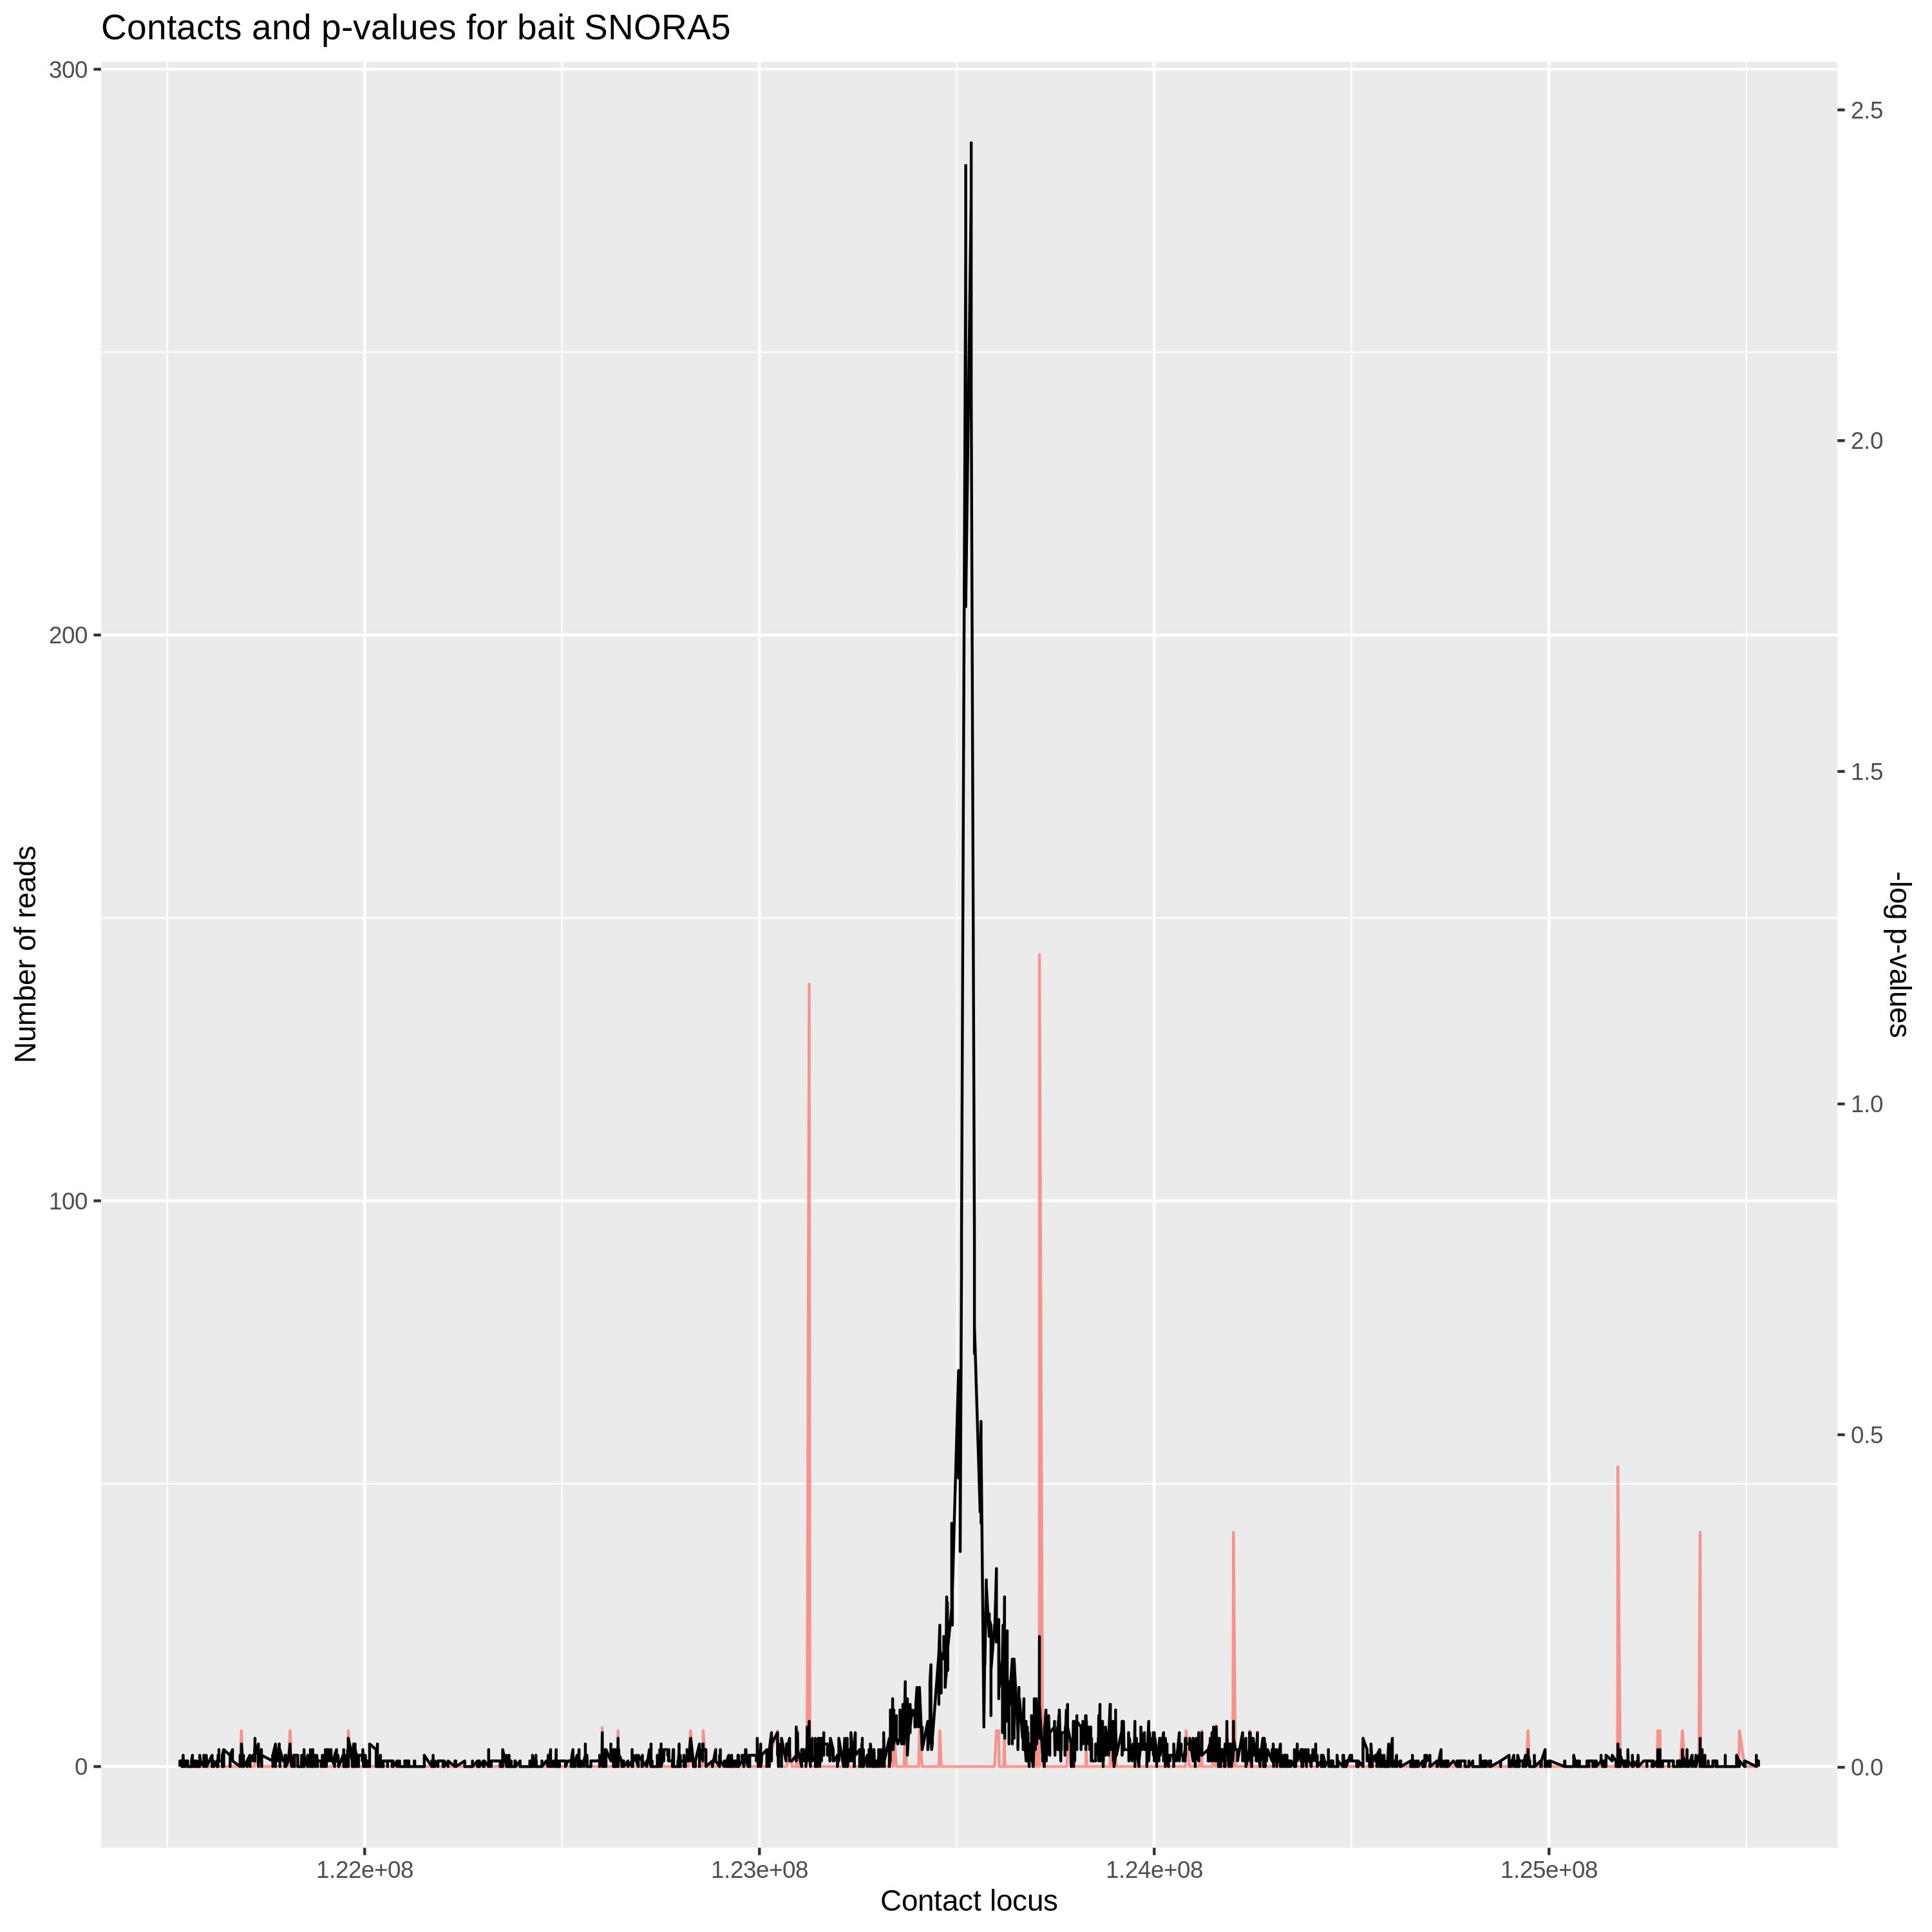 Contacts and p-values for bait SNORA5
300
200
100
0
Number of reads
2.5
2.0
1.5
1.0
0.5
0.0
-log p-values
1.22e+08
1.23e+08
1.24e+08
1.25e+08
Contact locus